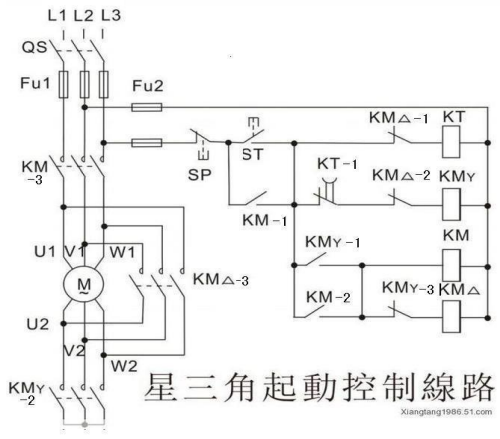 L1 L2 L3
QS
Fu1
Fu2
KM△-1
KT
KM
-3
SP
ST
KT-1
KM△-2
KMY
KM-1
U1 V1 W1
KMY-1
KM
M
~
KM△-3
KM-2
KMY-3
KM△
U2
V2
W2
KMY
-2
星三角起動控制線路
Xiangtang1986.51.com